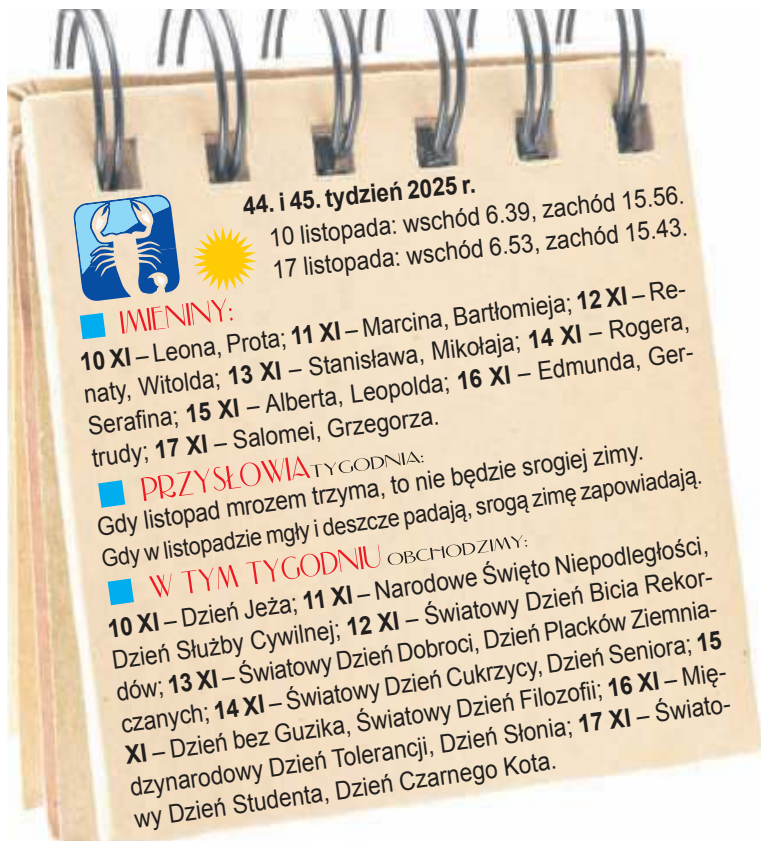 44. i 45. tydzień 2025 r.
10 listopada: wschód 6.39, zachód 15.56.
17 listopada: wschód 6.53, zachód 15.43.
IMIENINY:
10 XI – Leona, Prota; 11 XI – Marcina, Bartłomieja; 12 XI – Re-
naty, Witolda; 13 XI – Stanisława, Mikołaja; 14 XI – Rogera,
Serafina; 15 XI – Alberta, Leopolda; 16 XI – Edmunda, Ger-
trudy; 17 XI – Salomei, Grzegorza.
PRZYSŁOWIA TYGODNIA:
Gdy listopad mrozem trzyma, to nie będzie srogiej zimy.
Gdy w listopadzie mgły i deszcze padają, srogą zimę zapowiadają.
W TYM TYGODNIU OBCHODZIMY:
10 XI – Dzień Jeża; 11 XI – Narodowe Święto Niepodległości,
Dzień Służby Cywilnej; 12 XI – Światowy Dzień Bicia Rekor-
dów; 13 XI – Światowy Dzień Dobroci, Dzień Placków Ziemnia-
czanych; 14 XI – Światowy Dzień Cukrzycy, Dzień Seniora; 15
XI – Dzień bez Guzika, Światowy Dzień Filozofii; 16 XI – Mię-
dzynarodowy Dzień Tolerancji, Dzień Słonia; 17 XI – Świato-
wy Dzień Studenta, Dzień Czarnego Kota.